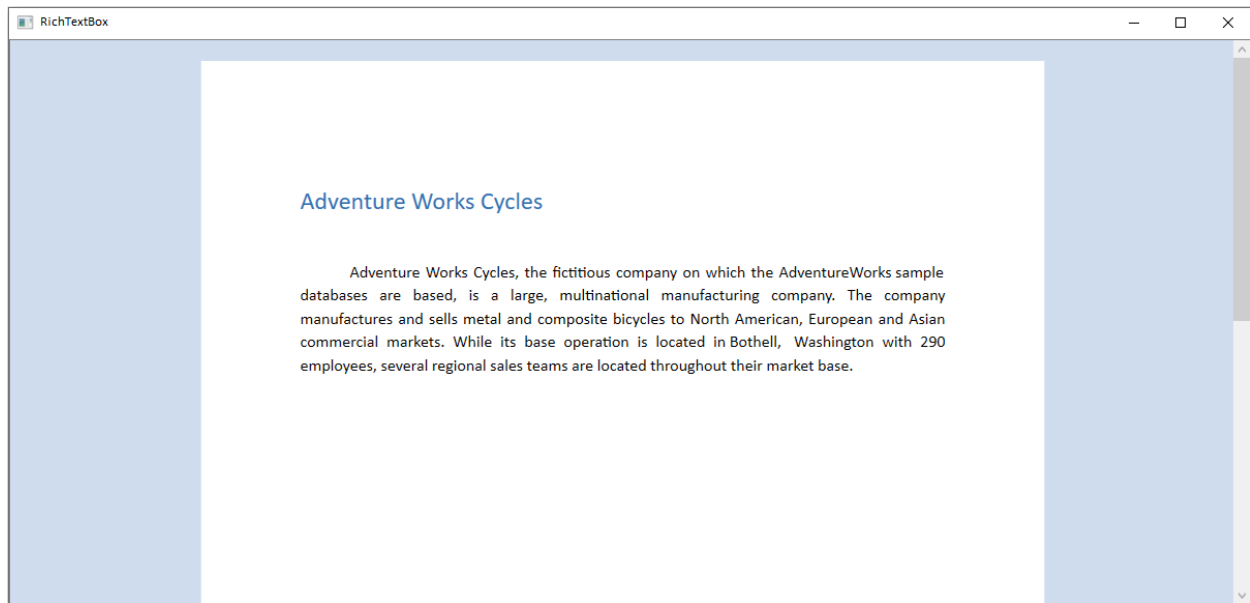 RichTextBox
Adventure Works Cycles
Adventure Works Cycles, the fictitious company on which the AdventureWorks sample
databases are based, is a large, multinational manufacturing company. The company
manufactures and sells metal and composite bicycles to North American, European and Asian
commercial markets. While its base operation is located in Bothell, Washington with 290
employees, several regional sales teams are located throughout their market base.